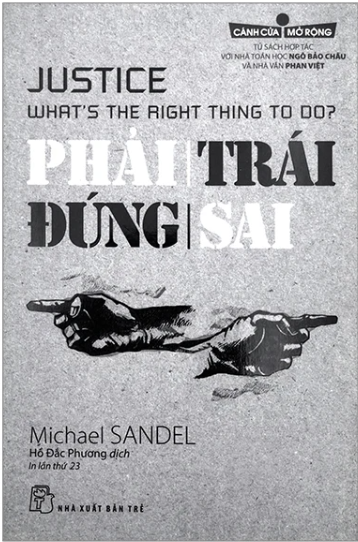 CÁNH CỬA MỞ RỘNG
TỦ SÁCH HỢP TÁC
VỚI NHÀ TOÁN HỌC NGÔ BẢO CHÂU
VÀ NHÀ VĂN PHAN VIỆT
JUSTICE
WHAT'S THE RIGHT THING TO DO?
PHẢI TRÁI
ĐÚNG SAI
Michael SANDEL
Hồ Đắc Phương dịch
In lần thứ 23
NHÀ XUẤT BẢN TRẺ